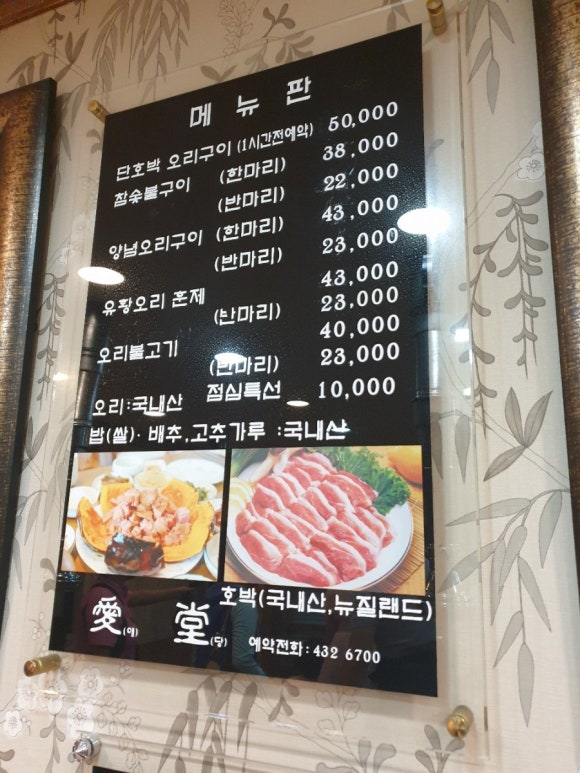 메뉴판
단호박 오리구이 (1시간전예약) 50,000
참숯불구이 (한마리) 38,000
(반마리) 22,000
양념오리구이 (한마리) 43,000
(반마리) 23,000
유황오리 훈제 43,000
(반마리) 23,000
오리불고기 40,000
(반마리) 23,000
점심특선 10,000
오리:국내산
밥(쌀)· 배추,고추가루 :국내산
호박(국내산,뉴질랜드)
愛(애) 堂(당) 예약전화: 432 6700